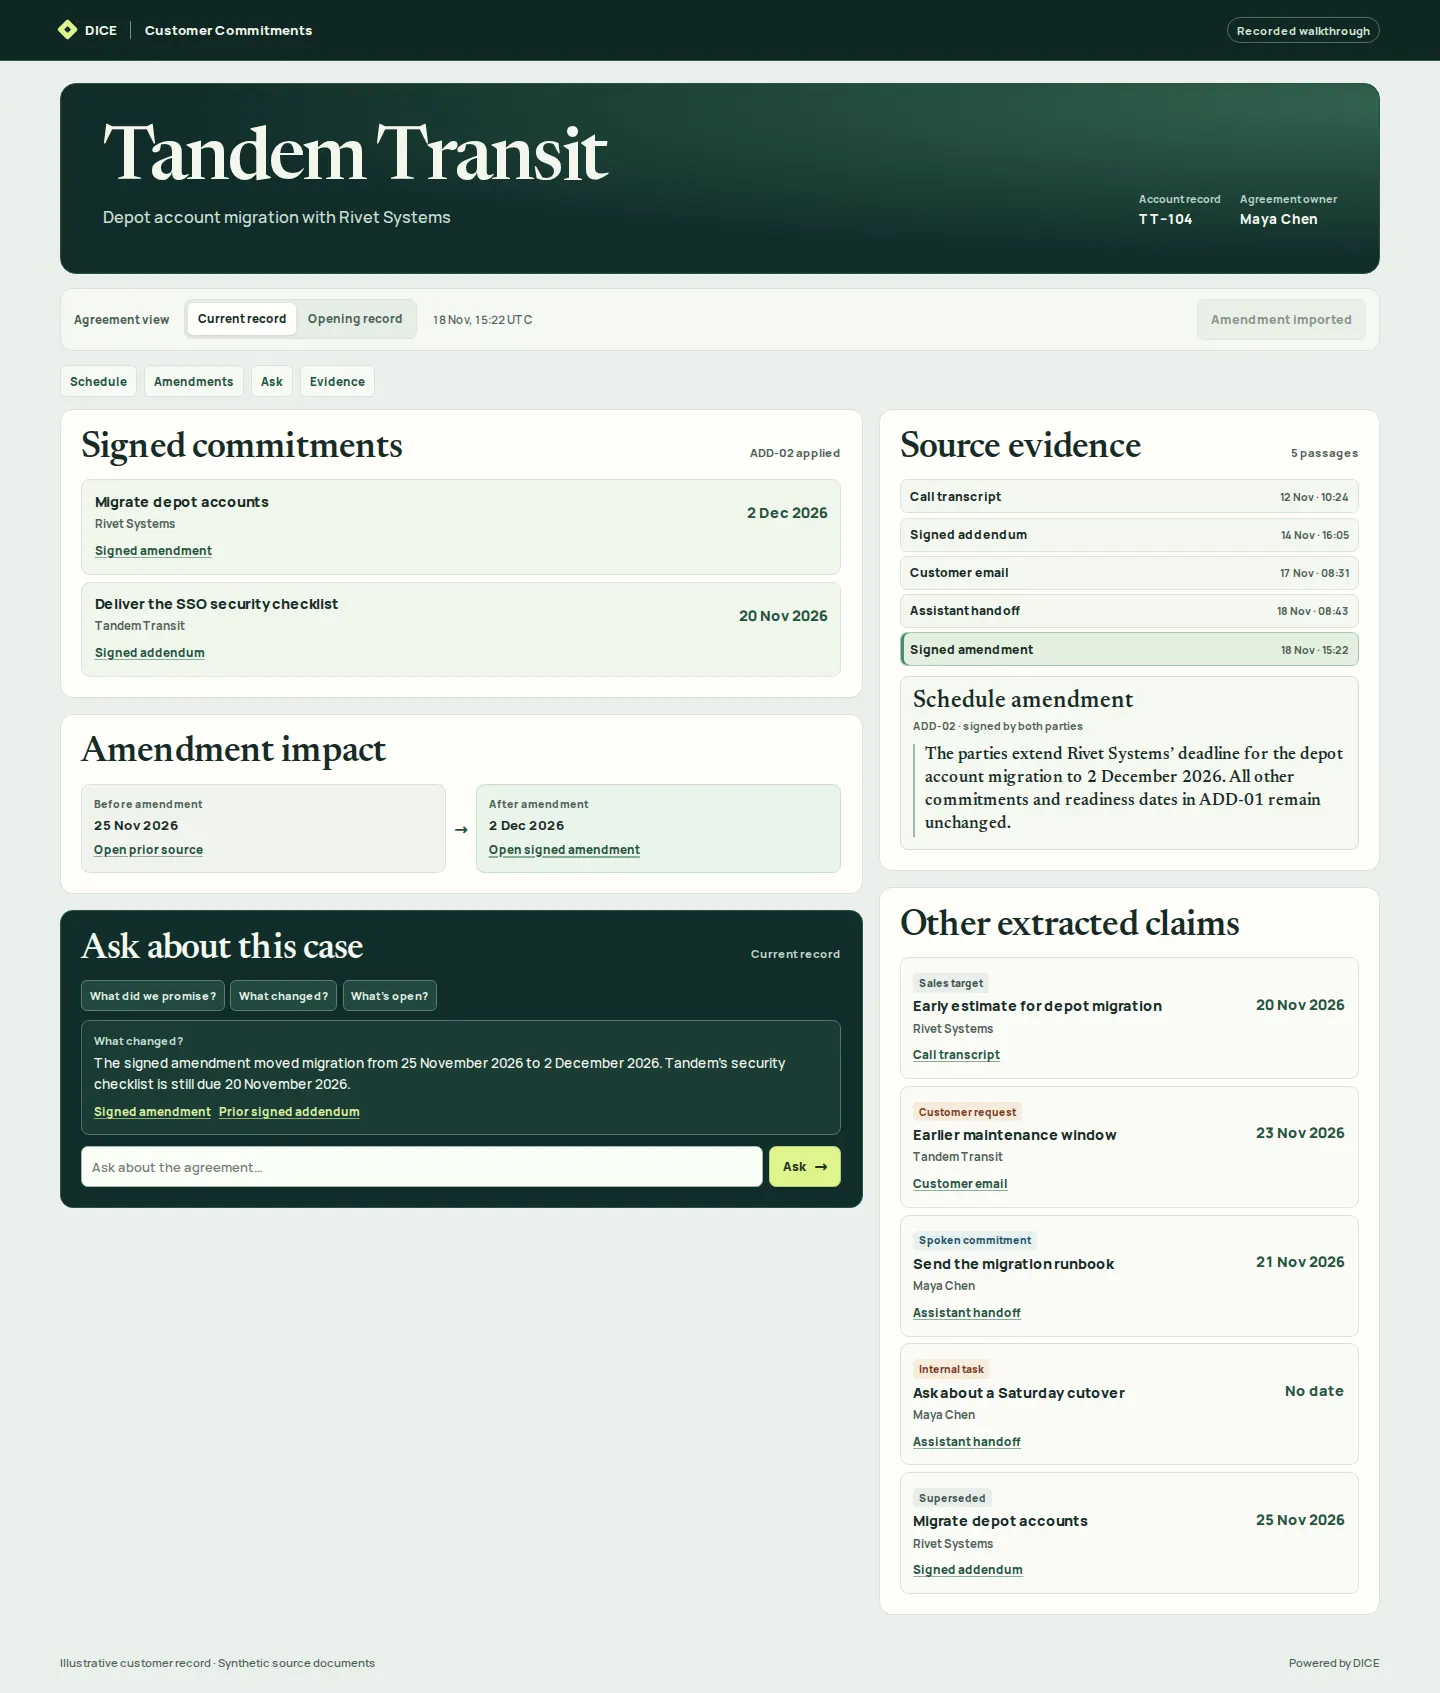 DICE
Customer Commitments
Recorded walkthrough
Tandem Transit
Depot account migration with Rivet Systems
Account record
TT-104
Agreement owner
Maya Chen
Agreement view
Current record
Opening record
18 Nov, 15:22 UTC
Amendment imported
Schedule
Amendments
Ask
Evidence
Signed commitments
ADD-02 applied
Migrate depot accounts
Rivet Systems
Signed amendment
2 Dec 2026
Deliver the SSO security checklist
Tandem Transit
Signed addendum
20 Nov 2026
Amendment impact
Before amendment
25 Nov 2026
Open prior source
→
After amendment
2 Dec 2026
Open signed amendment
Ask about this case
Current record
What did we promise?
What changed?
What's open?
What changed?
The signed amendment moved migration from 25 November 2026 to 2 December 2026. Tandem's security
checklist is still due 20 November 2026.
Signed amendment Prior signed addendum
Ask about the agreement…
Ask →
Source evidence
5 passages
Call transcript
12 Nov · 10:24
Signed addendum
14 Nov · 16:05
Customer email
17 Nov · 08:31
Assistant handoff
18 Nov · 08:43
Signed amendment
18 Nov · 15:22
Schedule amendment
ADD-02 · signed by both parties
The parties extend Rivet Systems’ deadline for the depot
account migration to 2 December 2026. All other
commitments and readiness dates in ADD-01 remain
unchanged.
Other extracted claims
Sales target
Early estimate for depot migration
Rivet Systems
Call transcript
20 Nov 2026
Customer request
Earlier maintenance window
Tandem Transit
Customer email
23 Nov 2026
Spoken commitment
Send the migration runbook
Maya Chen
Assistant handoff
21 Nov 2026
Internal task
Ask about a Saturday cutover
Maya Chen
Assistant handoff
No date
Superseded
Migrate depot accounts
Rivet Systems
Signed addendum
25 Nov 2026
Illustrative customer record · Synthetic source documents
Powered by DICE